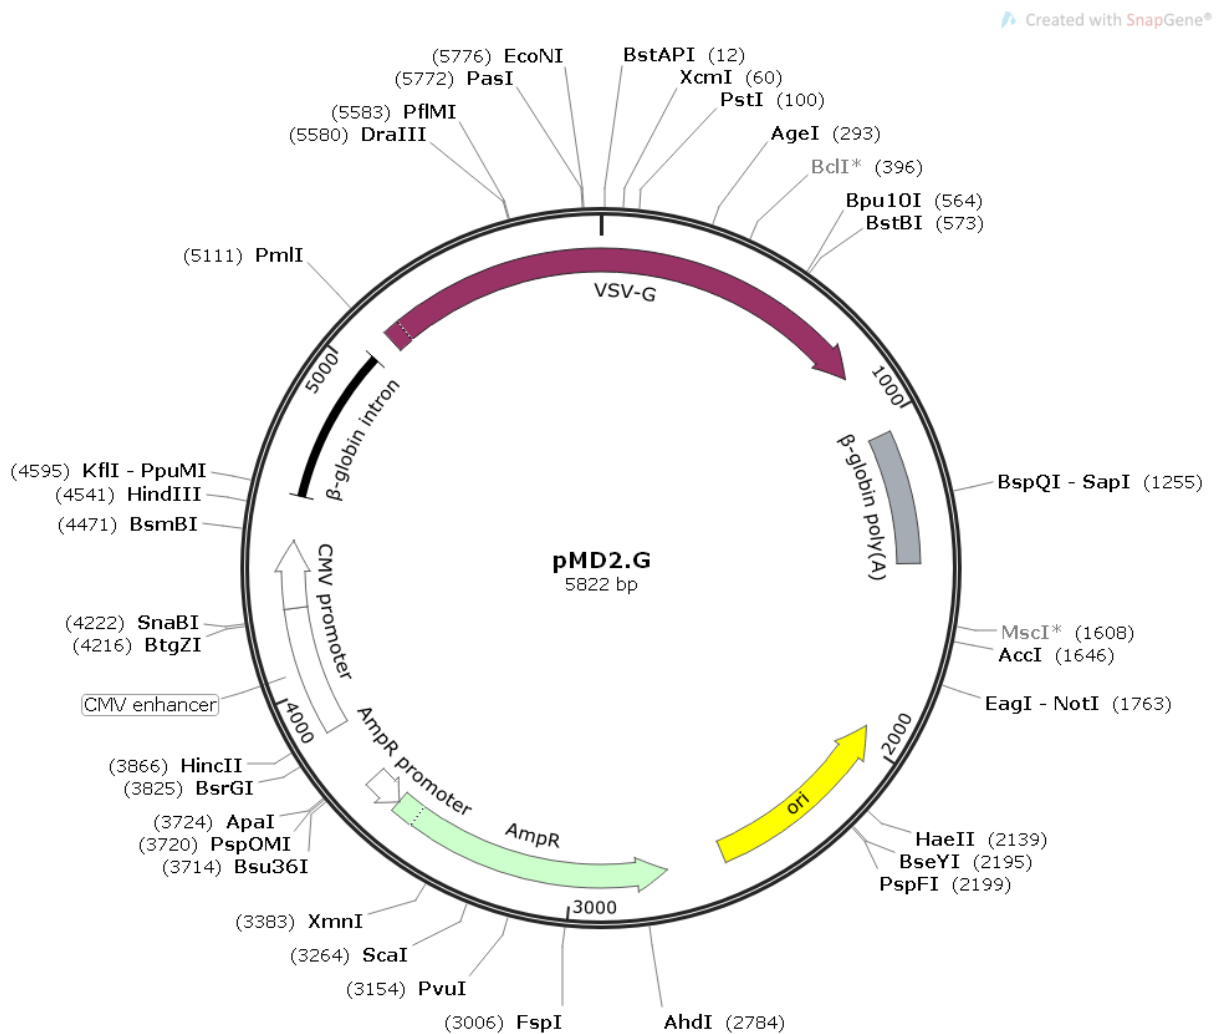 Created with SnapGene®
(5776) EcoNI
(5772) PasI
(5583) PflMI
(5580) DraIII
(5111) PmlI
BstAPI (12)
XcmI (60)
PstI (100)
AgeI (293)
BclI* (396)
Bpu10I (564)
BstBI (573)
VSV-G
1000
5000
β-globin intron
β-globin poly(A)
(4595) KflI - PpuMI
(4541) HindIII
(4471) BsmBI
BspQI - SapI (1255)
pMD2.G
5822 bp
CMV promoter
(4222) SnaBI
(4216) BtgZI
CMV enhancer
4000
MscI* (1608)
AccI (1646)
EagI - NotI (1763)
2000
(3866) HincII
(3825) BsrGI
(3724) ApaI
(3720) PspOMI
(3714) Bsu36I
AmpR promoter
AmpR
ori
HaeII (2139)
BseYI (2195)
PspFI (2199)
3000
(3383) XmnI
(3264) ScaI
(3154) PvuI
(3006) FspI
AhdI (2784)